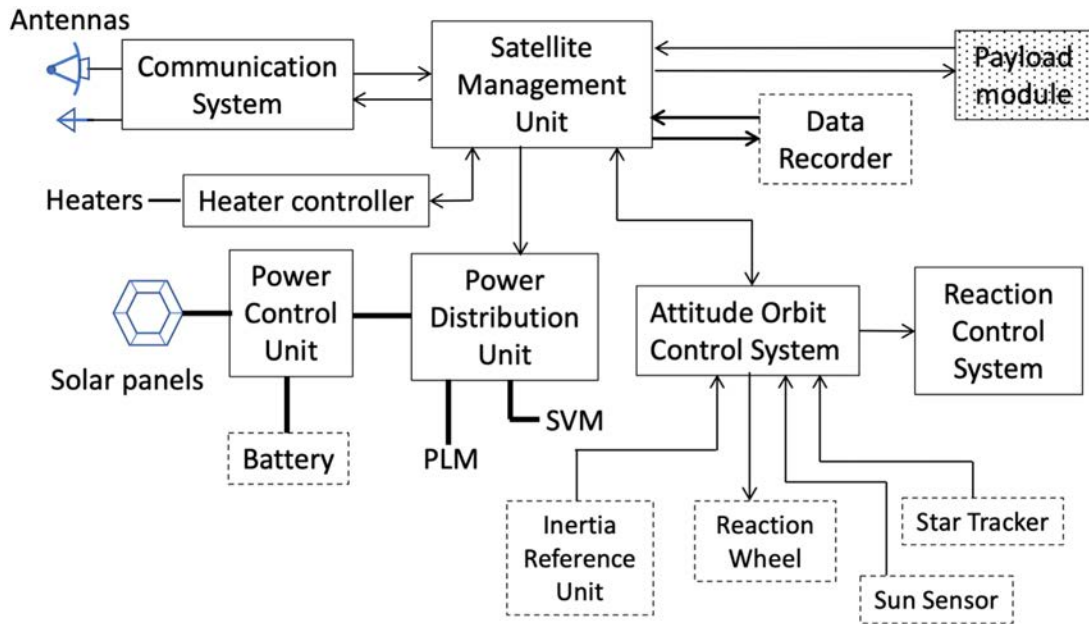 Antennas
Communication
System
Satellite
Management
Unit
Payload
module
Data
Recorder
Heaters
Heater controller
Solar panels
Power
Control
Unit
Power
Distribution
Unit
Battery
PLM
SVM
Attitude Orbit
Control System
Reaction
Control
System
Inertia
Reference
Unit
Reaction
Wheel
Star Tracker
Sun Sensor